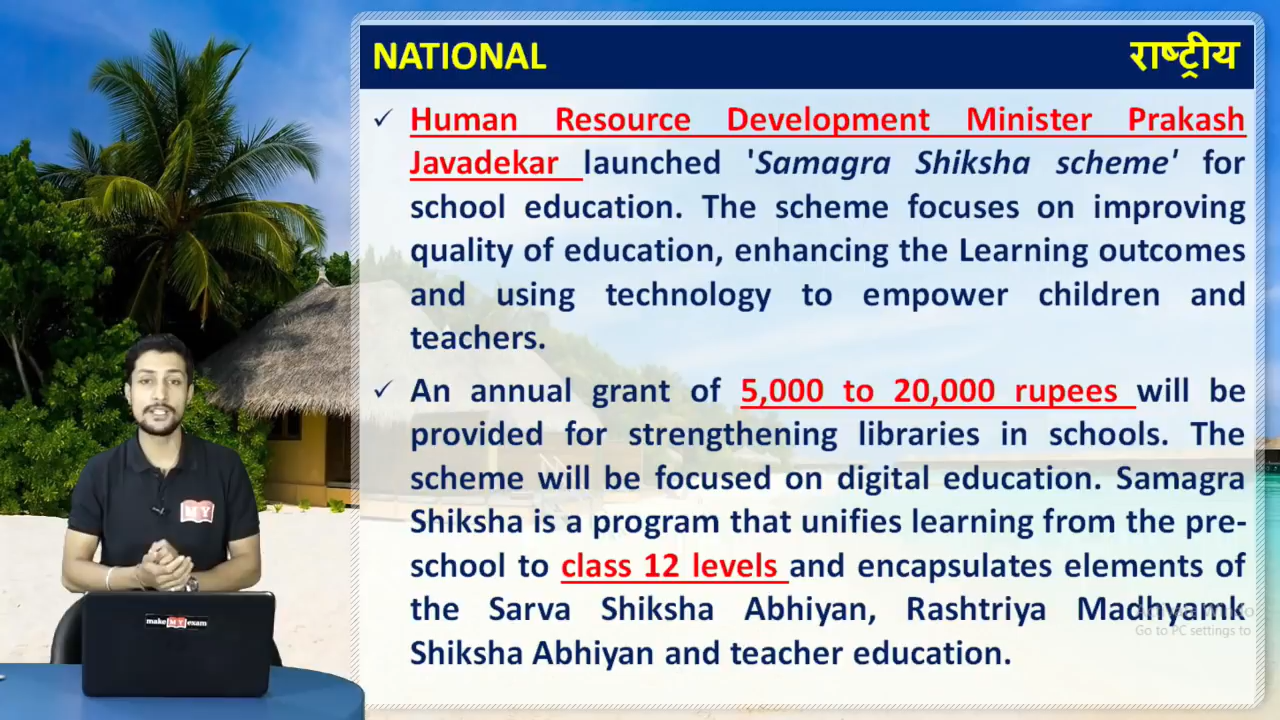 NATIONAL
राष्ट्रीय
✓ Human Resource Development Minister Prakash
Javadekar launched 'Samagra Shiksha scheme' for
school education. The scheme focuses on improving
quality of education, enhancing the Learning outcomes
and using technology to empower children and
teachers.
✓ An annual grant of 5,000 to 20,000 rupees will be
provided for strengthening libraries in schools. The
scheme will be focused on digital education. Samagra
Shiksha is a program that unifies learning from the pre-
school to class 12 levels and encapsulates elements of
the Sarva Shiksha Abhiyan, Rashtriya Madhyamk
Shiksha Abhiyan and teacher education.
Go to PC settings to
MY
make MY exam